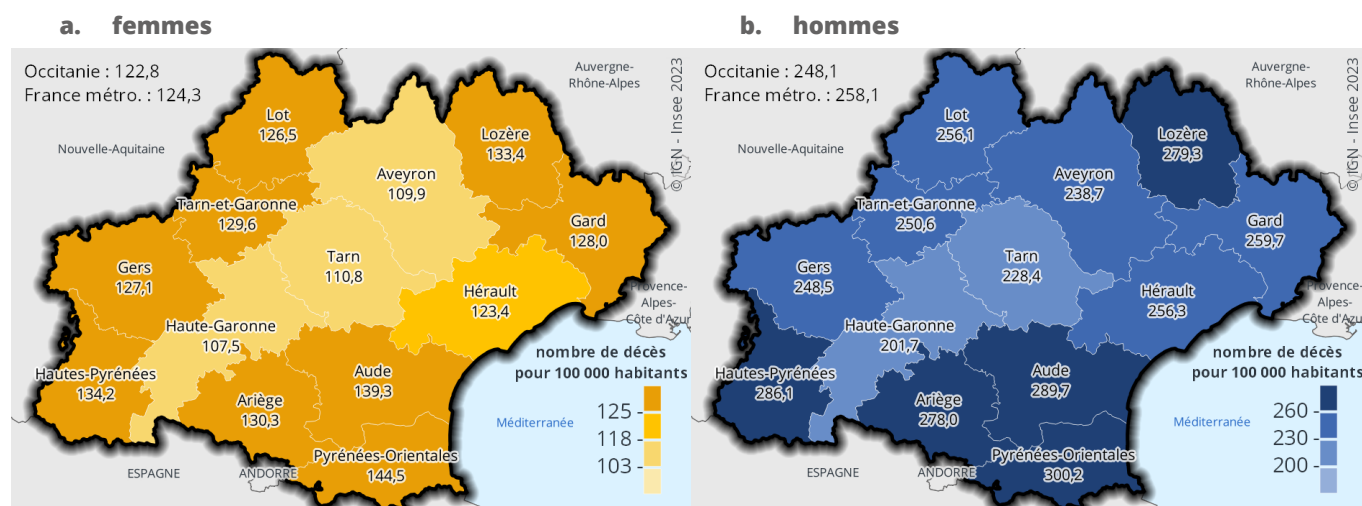 a. femmes
Occitanie : 122,8
France métro. : 124,3
Auvergne-
Rhône-Alpes
© IGN - Insee 2023
Nouvelle-Aquitaine
Lot
126,5
Lozère
133,4
Aveyron
109,9
Tarn-et-Garonne
129,6
Gard
128,0
Tarn
110,8
Gers
127,1
Hérault
123,4
Provence-
Alpes-
Côte d'Azur
Haute-Garonne
107,5
Hautes-Pyrénées
134,2
Aude
139,3
Ariège
130,3
Pyrénées-Orientales
144,5
Méditerranée
ESPAGNE
ANDORRE
nombre de décès
pour 100 000 habitants
125
118
103
b. hommes
Occitanie : 248,1
France métro. : 258,1
Auvergne-
Rhône-Alpes
© IGN - Insee 2023
Nouvelle-Aquitaine
Lot
256,1
Lozère
279,3
Aveyron
238,7
Tarn-et-Garonne
250,6
Gard
259,7
Tarn
228,4
Gers
248,5
Hérault
256,3
Provence-
Alpes-
Côte d'Azur
Haute-Garonne
201,7
Hautes-Pyrénées
286,1
Aude
289,7
Ariège
278,0
Pyrénées-Orientales
300,2
Méditerranée
ESPAGNE
ANDORRE
nombre de décès
pour 100 000 habitants
260
230
200